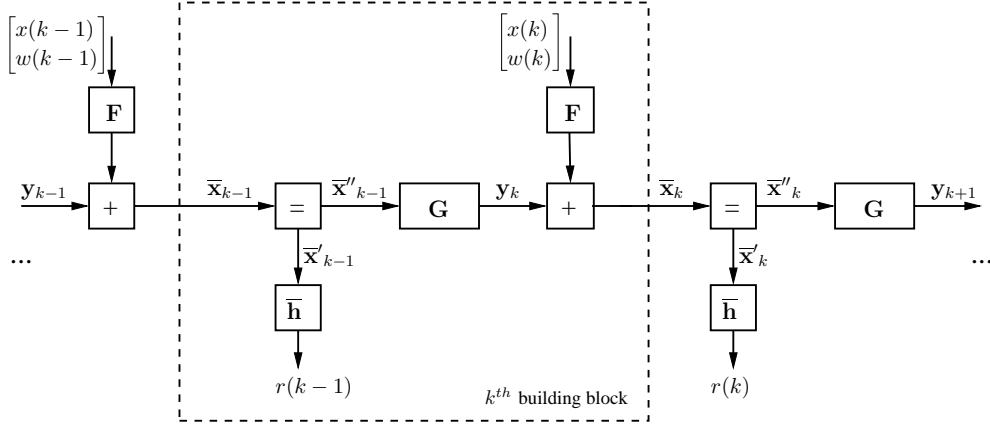 [x(k−1)
w(k−1)]
[x(k)
w(k)]
F
F
y_{k−1}
+
x̄_{k−1}
=
x̄″_{k−1}
G
y_k
+
x̄_k
=
x̄″_k
G
y_{k+1}
...
x̄′_{k−1}
x̄′_k
...
h̄
h̄
r(k−1)
k^{th} building block
r(k)